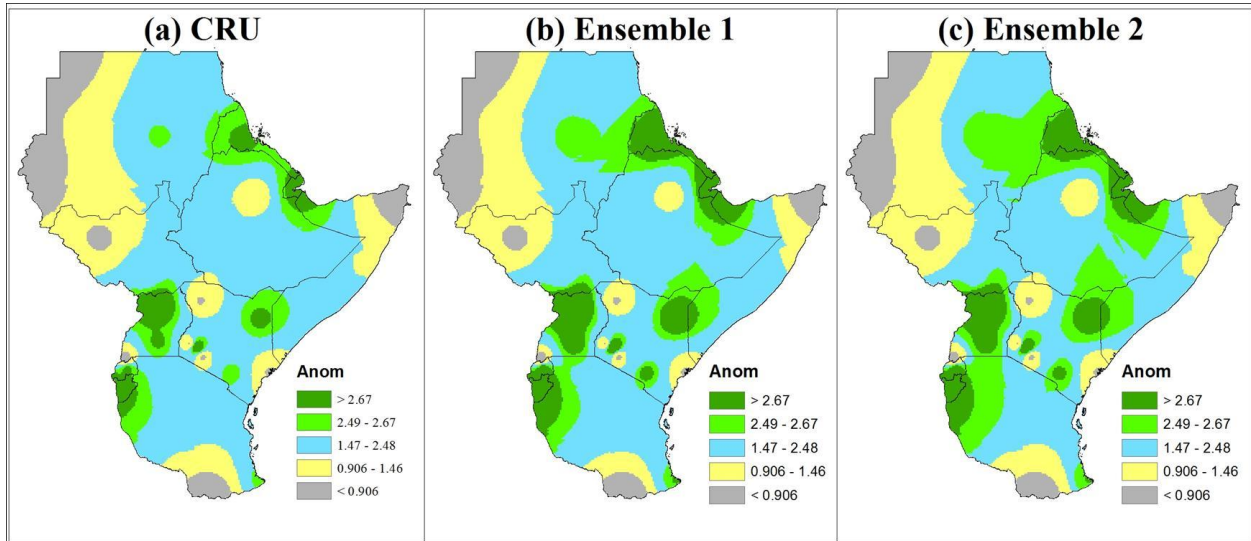 (a) CRU
(b) Ensemble 1
(c) Ensemble 2
Anom
> 2.67
2.49 - 2.67
1.47 - 2.48
0.906 - 1.46
< 0.906
Anom
> 2.67
2.49 - 2.67
1.47 - 2.48
0.906 - 1.46
< 0.906
Anom
> 2.67
2.49 - 2.67
1.47 - 2.48
0.906 - 1.46
< 0.906